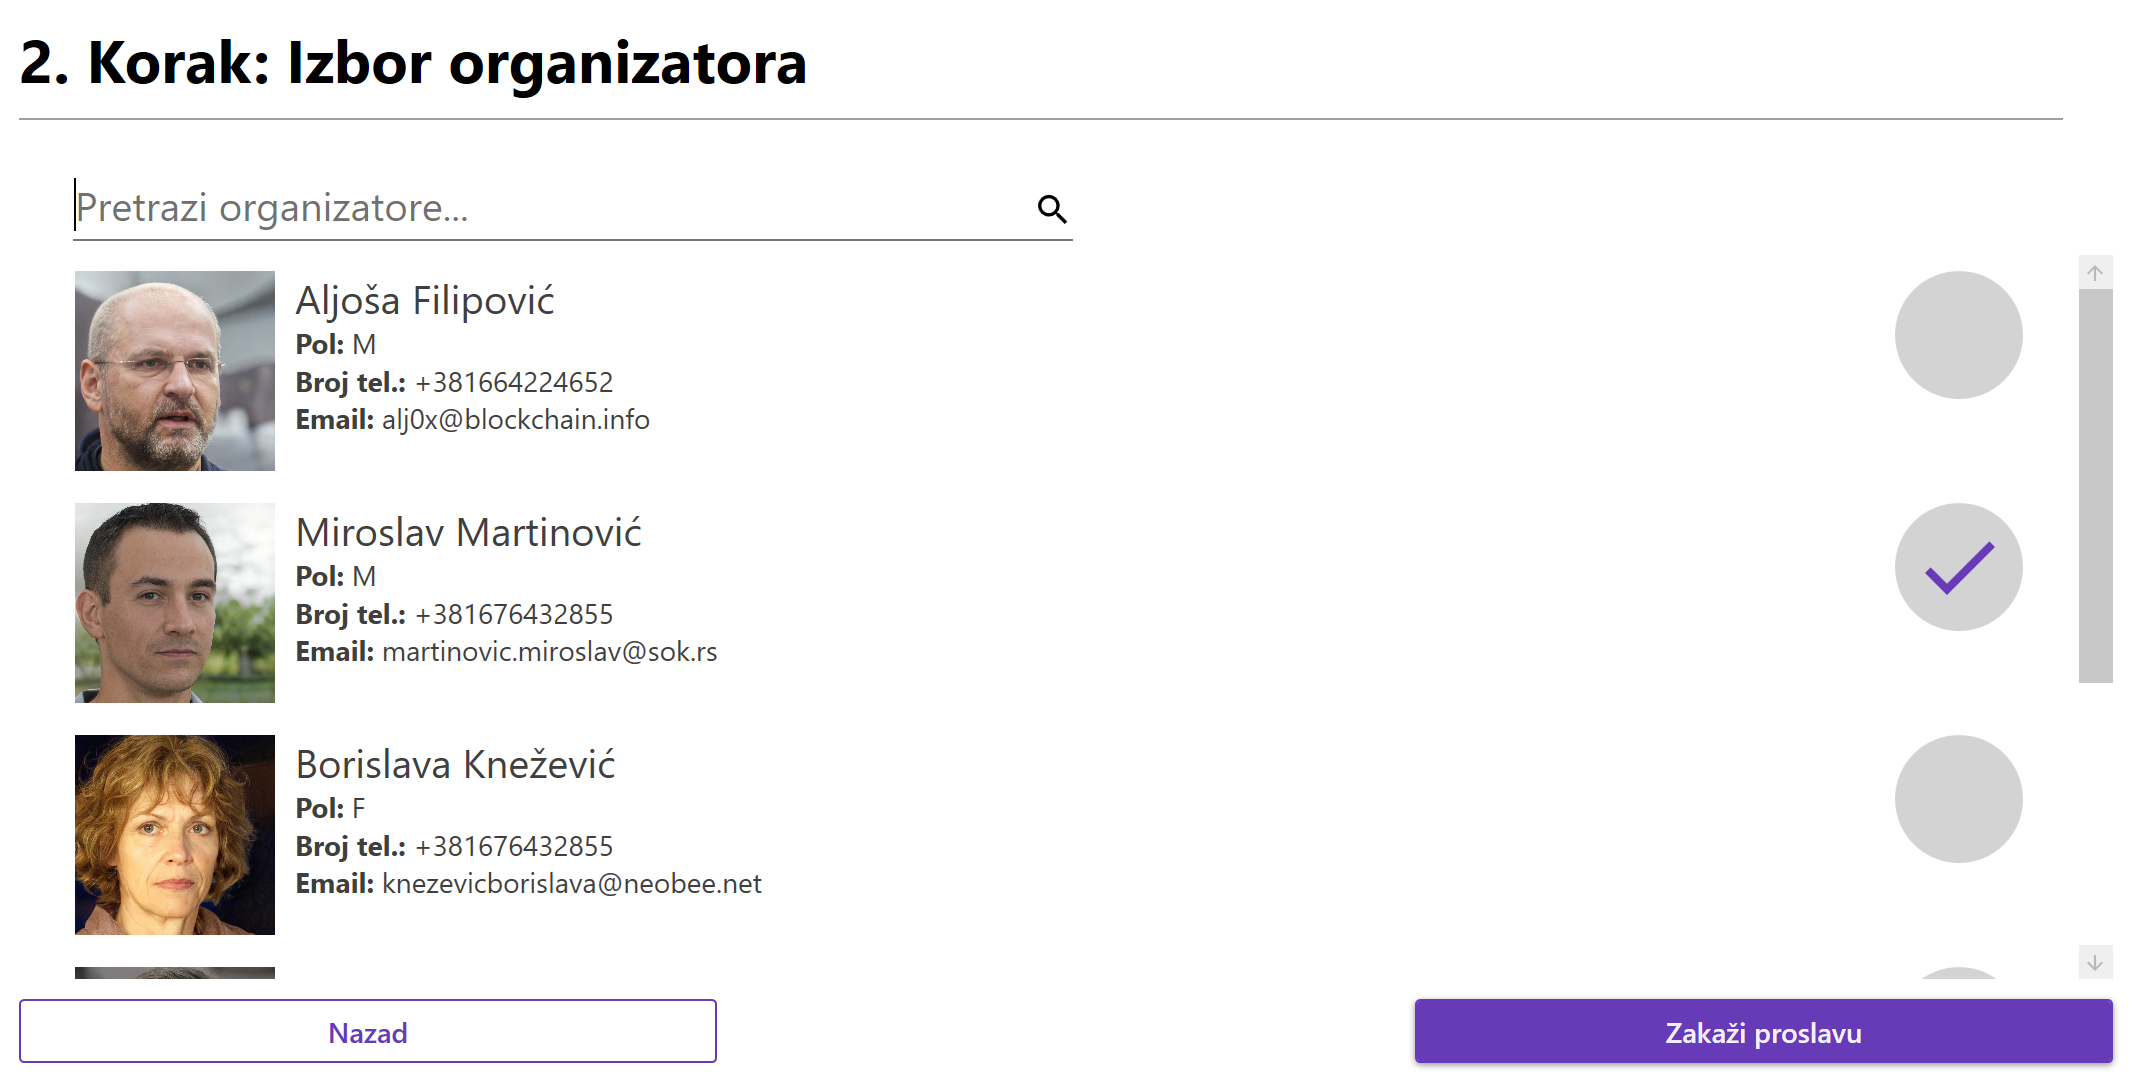 2. Korak: Izbor organizatora
Pretrazi organizatore...
Aljoša Filipović
Pol: M
Broj tel.: +381664224652
Email: alj0x@blockchain.info
Miroslav Martinović
Pol: M
Broj tel.: +381676432855
Email: martinovic.miroslav@sok.rs
Borislava Knežević
Pol: F
Broj tel.: +381676432855
Email: knezevicborislava@neobee.net
Nazad
Zakaži proslavu